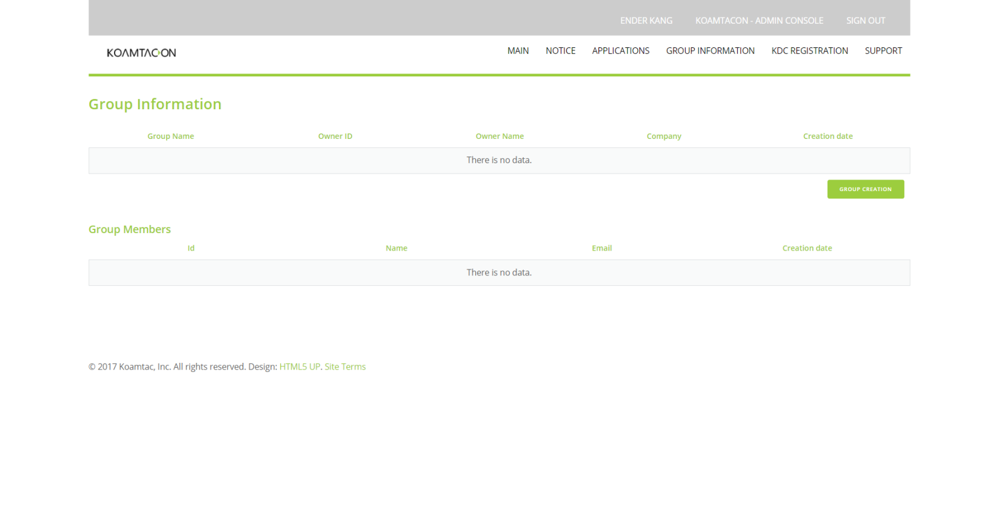 ENDER KANG KOAMTACON - ADMIN CONSOLE SIGN OUT
KOAMTACON MAIN NOTICE APPLICATIONS GROUP INFORMATION KDC REGISTRATION SUPPORT
Group Information
Group Name Owner ID Owner Name Company Creation date
There is no data.
GROUP CREATION
Group Members
Id Name Email Creation date
There is no data.
© 2017 Koamtac, Inc. All rights reserved. Design: HTML5 UP. Site Terms